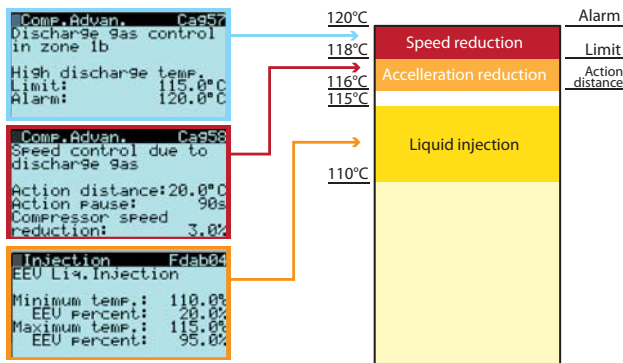 Comp.Advan. Ca957
Discharge gas control
in zone 1b
High discharge temp.
Limit: 115.0°C
Alarm: 120.0°C
Comp.Advan. Ca958
Speed control due to
discharge gas
Action distance:20.0°C
Action pause: 90s
Compressor speed
reduction: 3.0%
Injection Fdab04
EEV Liq.Injection
Minimum temp.: 110.0%
EEV percent: 20.0%
Maximum temp.: 115.0%
EEV percent: 95.0%
120°C
118°C
116°C
115°C
110°C
Speed reduction
Accelleration reduction
Liquid injection
Alarm
Limit
Action
distance